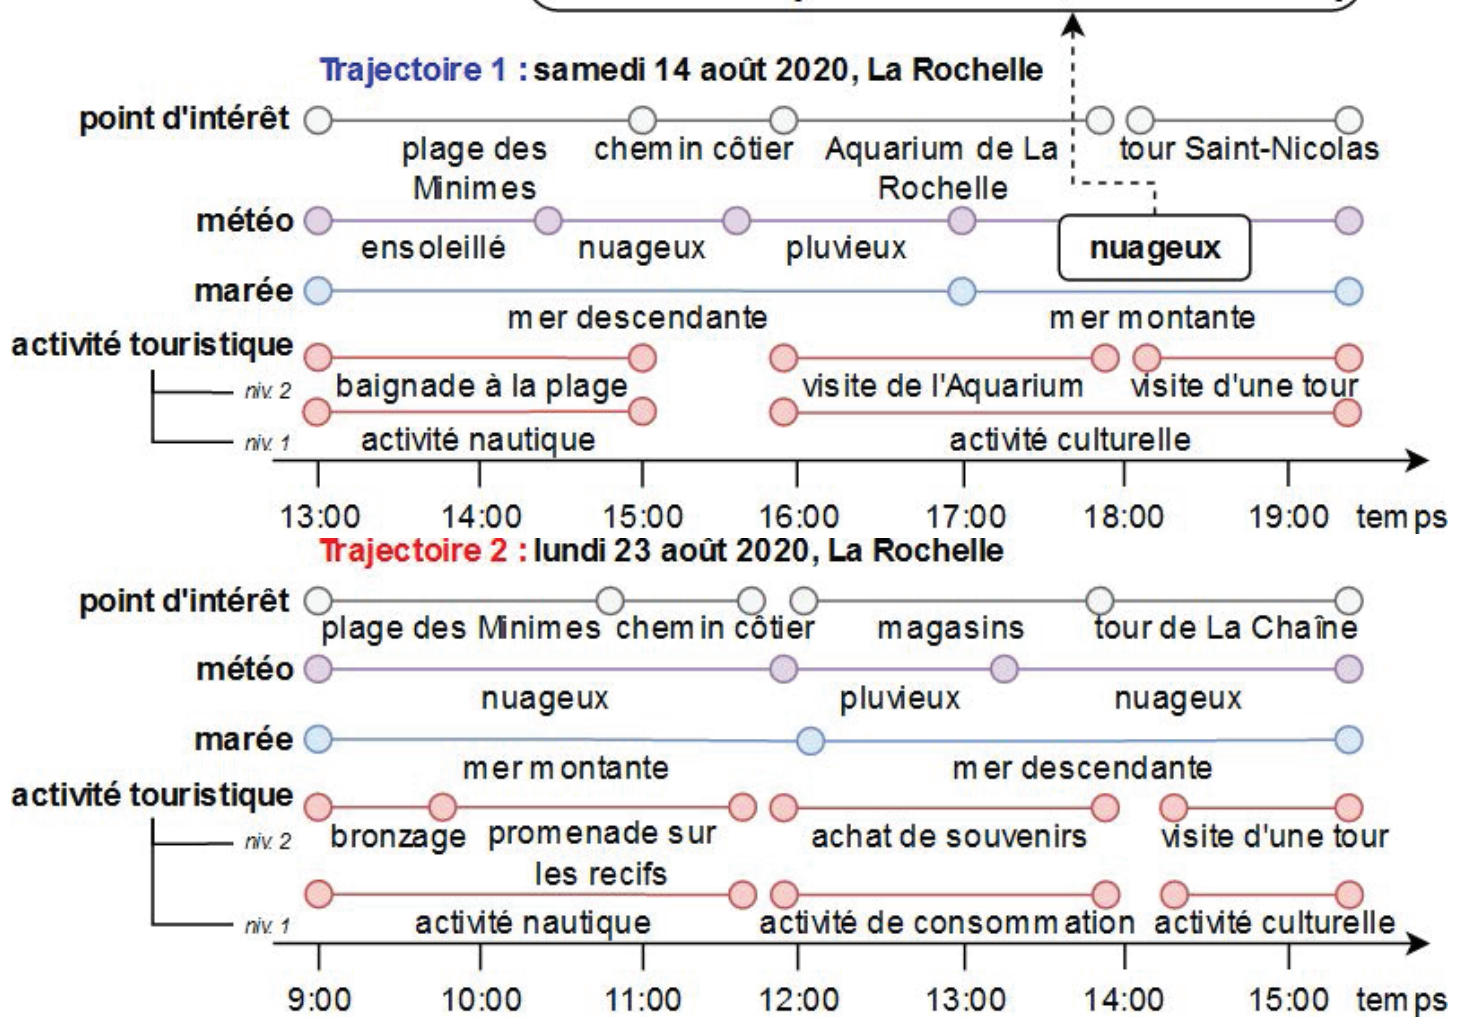 Trajectoire 1 : samedi 14 août 2020, La Rochelle
point d'intérêt
plage des Minimes
chemin côtier
Aquarium de La Rochelle
tour Saint-Nicolas
météo
ensoleillé
nuageux
pluvieux
nuageux
marée
mer descendante
mer montante
activité touristique
niv. 2
baignade à la plage
visite de l'Aquarium
visite d'une tour
niv. 1
activité nautique
activité culturelle
13:00 14:00 15:00 16:00 17:00 18:00 19:00 temps
Trajectoire 2 : lundi 23 août 2020, La Rochelle
point d'intérêt
plage des Minimes
chemin côtier
magasins
tour de La Chaîne
météo
nuageux
pluvieux
nuageux
marée
mer montante
mer descendante
activité touristique
niv. 2
bronzage
promenade sur les recifs
achat de souvenirs
visite d'une tour
niv. 1
activité nautique
activité de consommation
activité culturelle
9:00 10:00 11:00 12:00 13:00 14:00 15:00 temps